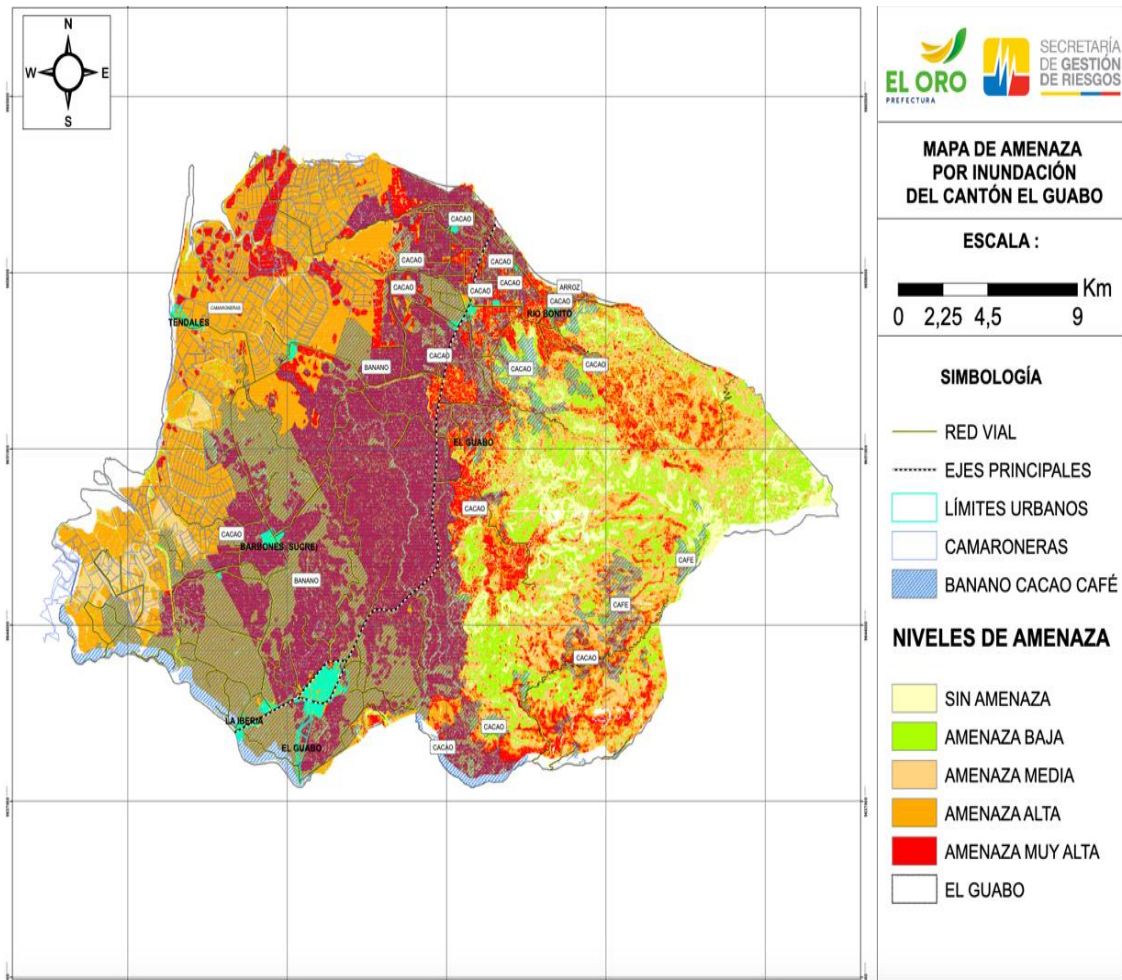 N
W
E
S
EL ORO
PREFECTURA
SECRETARÍA
DE GESTIÓN
DE RIESGOS
MAPA DE AMENAZA
POR INUNDACIÓN
DEL CANTÓN EL GUABO
ESCALA :
Km
0 2,25 4,5 9
SIMBOLOGÍA
RED VIAL
EJES PRINCIPALES
LÍMITES URBANOS
CAMARONERAS
BANANO CACAO CAFÉ
NIVELES DE AMENAZA
SIN AMENAZA
AMENAZA BAJA
AMENAZA MEDIA
AMENAZA ALTA
AMENAZA MUY ALTA
EL GUABO
CACAO
CACAO
CACAO
CACAO
CACAO
CACAO
ARROZ
CACAO
RIO BONITO
CAMARONERAS
TENDALES
CACAO
BANANO
CACAO
CACAO
EL GUABO
CACAO
CACAO
BARBONES (SUCRE)
BANANO
CAFE
CAFE
CACAO
LA IBERIA
EL GUABO
CACAO
CACAO